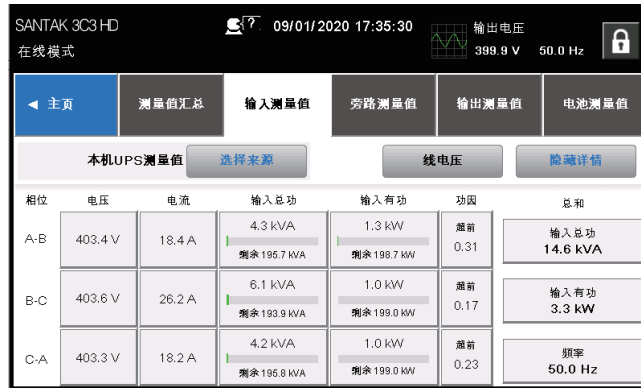 SANTAK 3C3 HD
09/01/2020 17:35:30
输出电压
在线模式
399.9 V 50.0 Hz
主页 测量值汇总 输入测量值 旁路测量值 输出测量值 电池测量值
本机UPS测量值 选择来源 线电压 隐藏详情
相位 电压 电流 输入总功 输入有功 功因 总和
A-B 403.4 V 18.4 A 4.3 kVA 1.3 kW 超前 0.31
剩余 195.7 kVA 剩余 198.7 kW
输入总功
14.6 kVA
B-C 403.6 V 26.2 A 6.1 kVA 1.0 kW 超前 0.17
剩余 193.9 kVA 剩余 199.0 kW
输入有功
3.3 kW
C-A 403.3 V 18.2 A 4.2 kVA 1.0 kW 超前 0.23
剩余 195.8 kVA 剩余 199.0 kW
频率
50.0 Hz